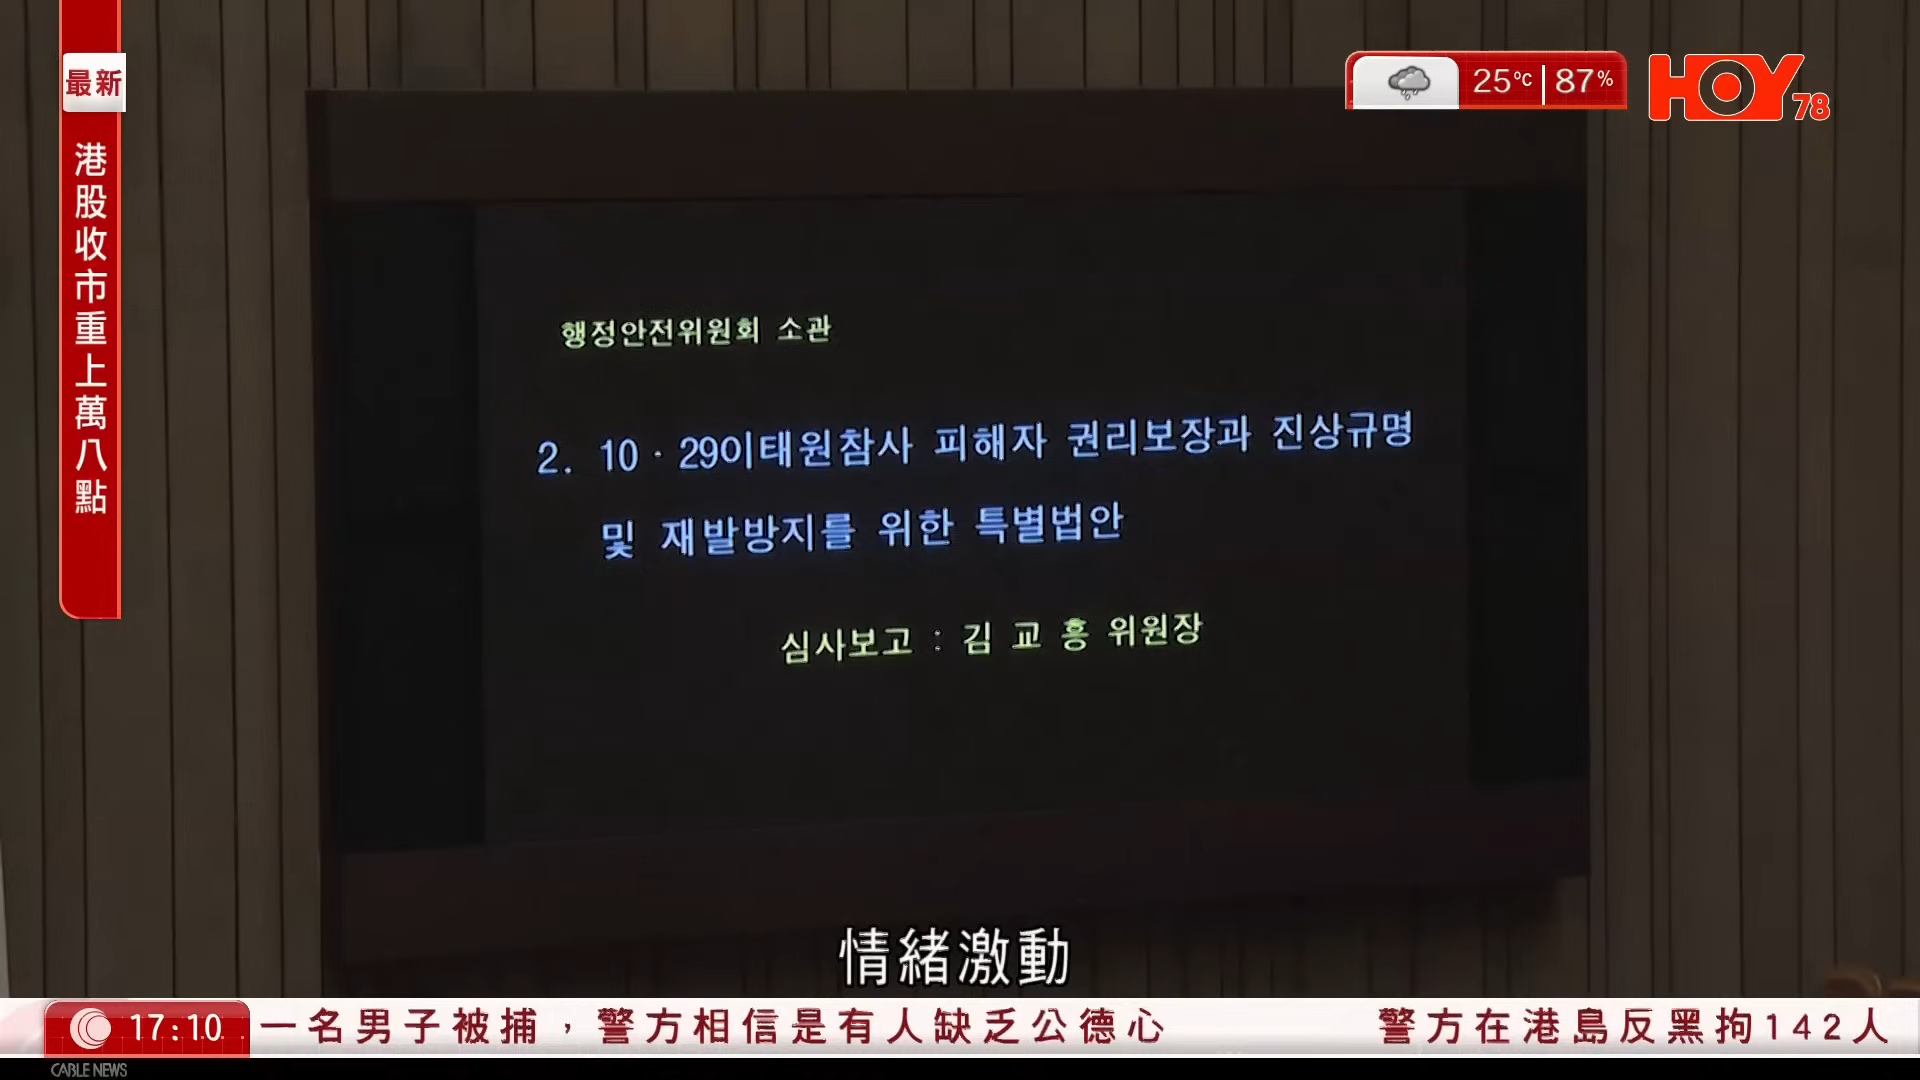 最新
港股收市重上萬八點
25℃
87%
HOY
78
행정안전위원회 소관
2. 10·29이태원참사 피해자 권리보장과 진상규명
및 재발방지를 위한 특별법안
심사보고 : 김 교 흥 위원장
情緒激動
17:10
一名男子被捕，警方相信是有人缺乏公德心
警方在港島反黑拘142人
CABLE NEWS